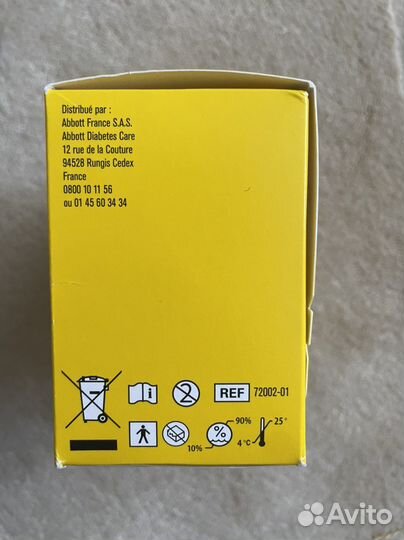 Distribué par :
Abbott France S.A.S.
Abbott Diabetes Care
12 rue de la Couture
94528 Rungis Cedex
France
0800 10 11 56
ou 01 45 60 34 34
i 2 REF 72002-01
90% 25°
10% % 4°C
Avito